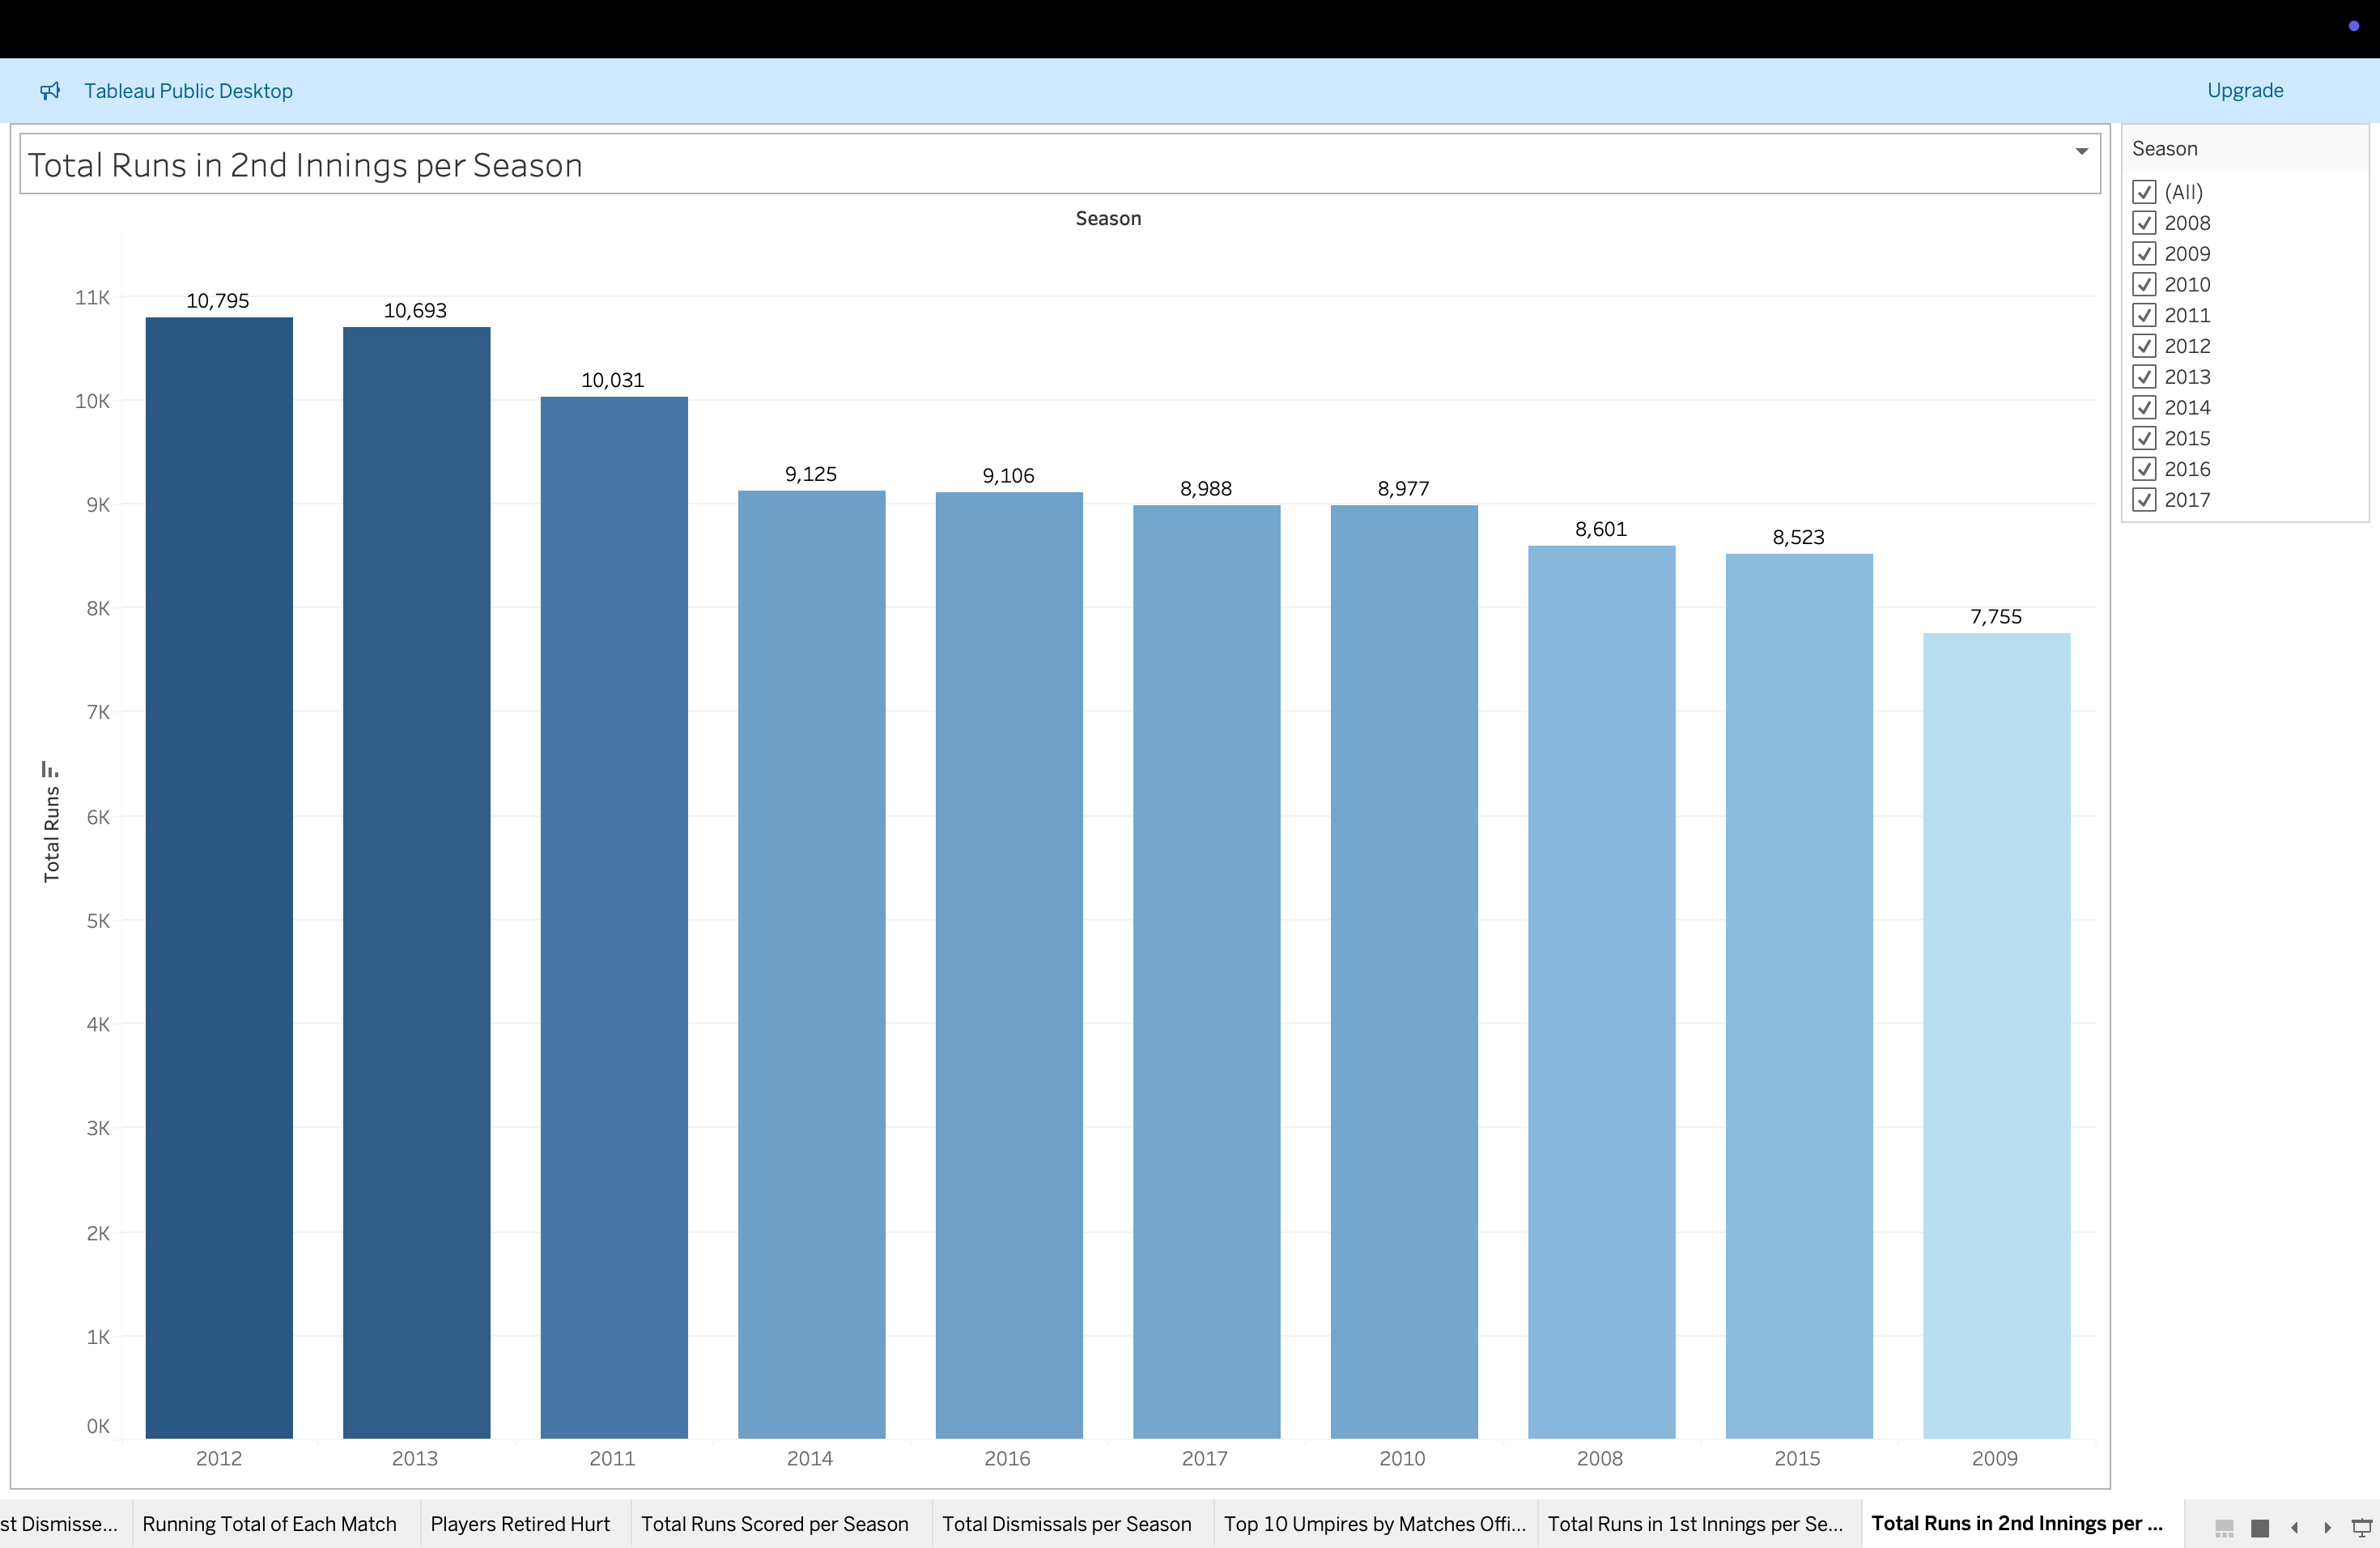 Tableau Public Desktop
Upgrade
Total Runs in 2nd Innings per Season
Season
11K
10K
9K
8K
7K
6K
5K
4K
3K
2K
1K
0K
Total Runs
10,795
10,693
10,031
9,125
9,106
8,988
8,977
8,601
8,523
7,755
2012
2013
2011
2014
2016
2017
2010
2008
2015
2009
Season
(All)
2008
2009
2010
2011
2012
2013
2014
2015
2016
2017
st Dismisse...
Running Total of Each Match
Players Retired Hurt
Total Runs Scored per Season
Total Dismissals per Season
Top 10 Umpires by Matches Offi...
Total Runs in 1st Innings per Se...
Total Runs in 2nd Innings per ...